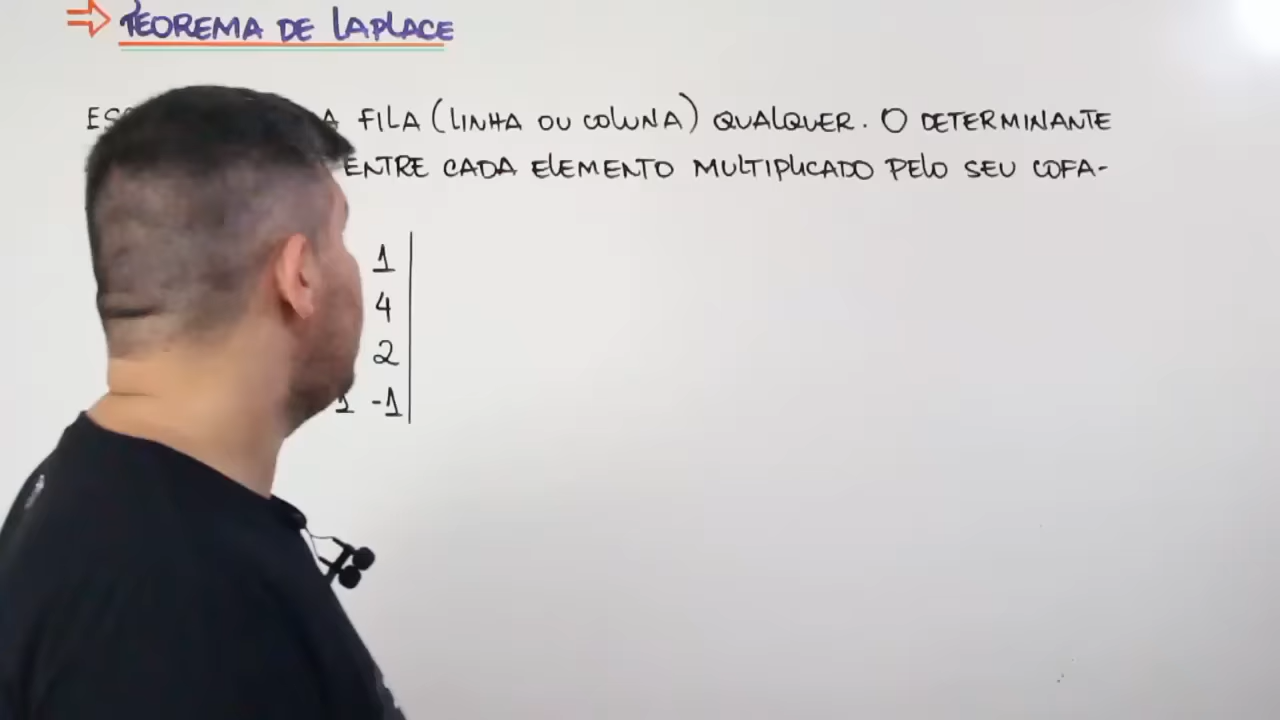 ⇒ TEOREMA DE LAPLACE
A FILA (LINHA OU COLUNA) QUALQUER. O DETERMINANTE
ENTRE CADA ELEMENTO MULTIPLICADO PELO SEU COFA-
1
4
2
1 -1